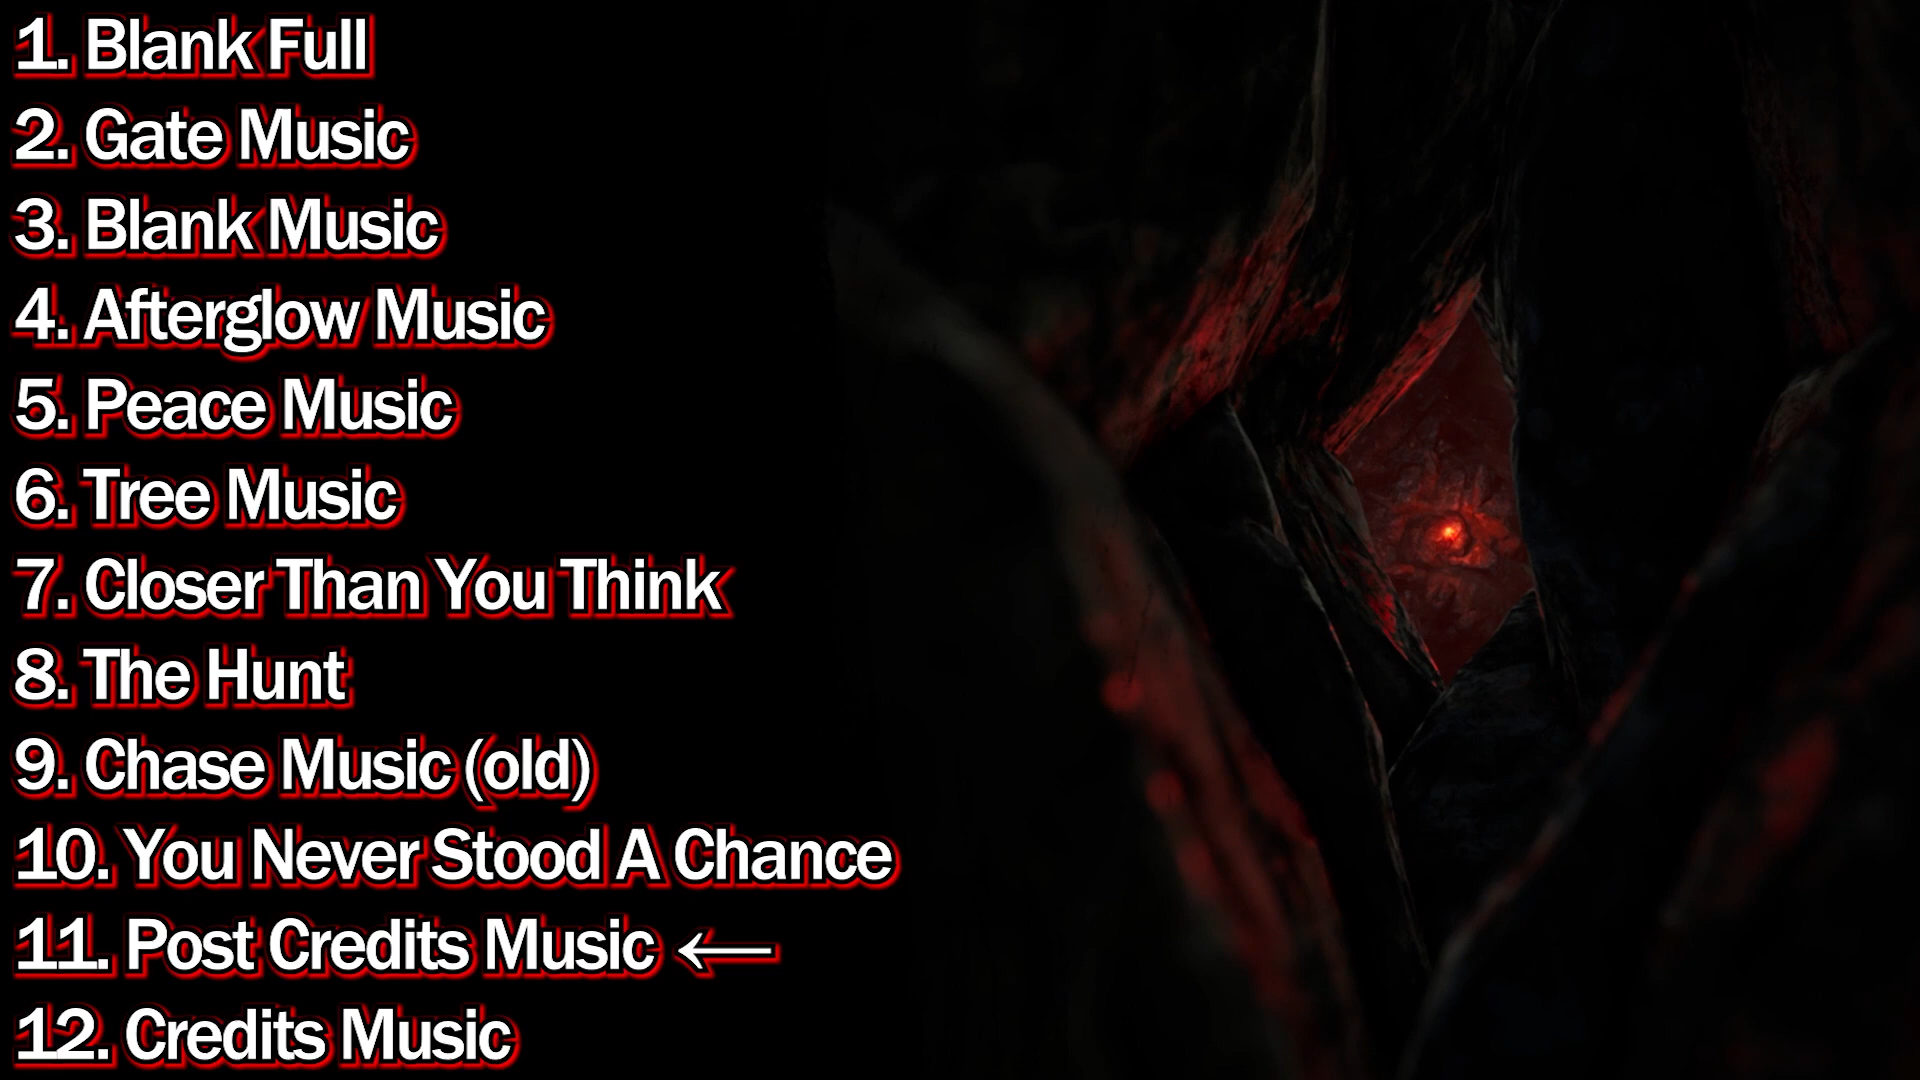 1. Blank Full
2. Gate Music
3. Blank Music
4. Afterglow Music
5. Peace Music
6. Tree Music
7. Closer Than You Think
8. The Hunt
9. Chase Music (old)
10. You Never Stood A Chance
11. Post Credits Music ←
12. Credits Music